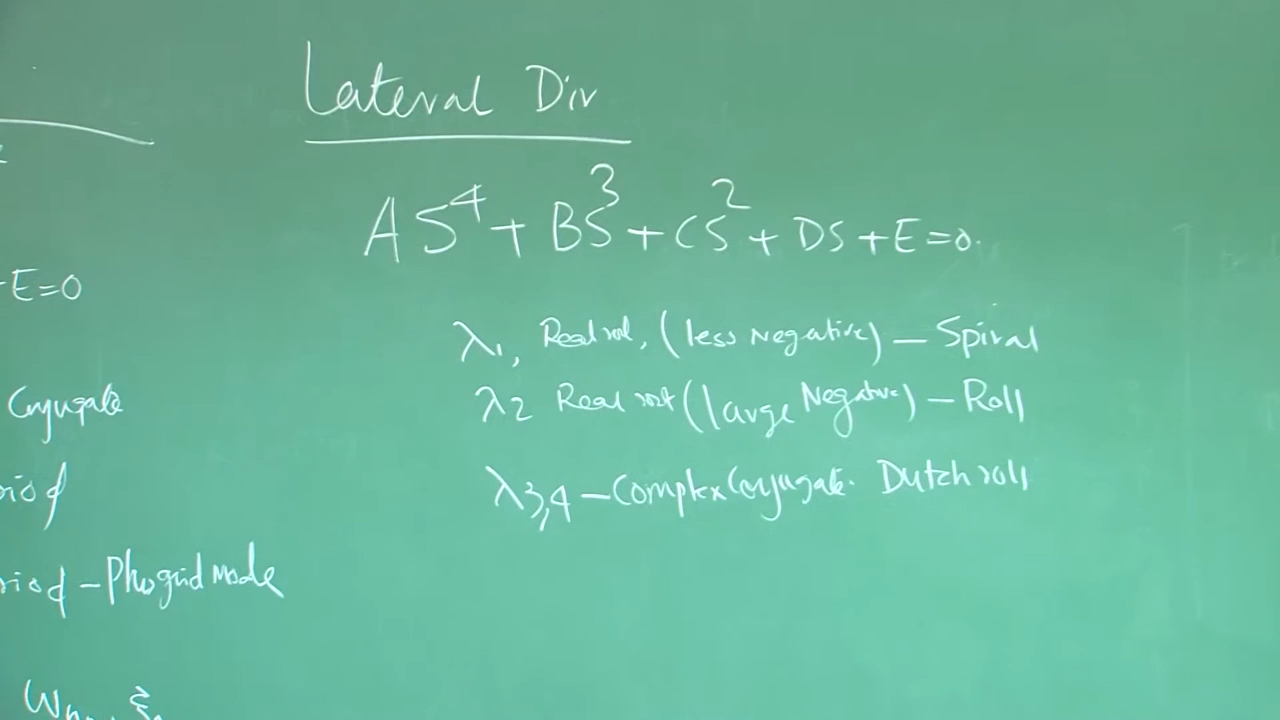 Lateral Dir
AS⁴ + BS³ + CS² + DS + E = 0.
λ1, Real root, (less Negative) – Spiral
λ2 Real root (large Negative) – Roll
λ3,4 – Complex Conjugate. Dutch roll
E=0
Conjugate
riod
riod – Phugoid Mode